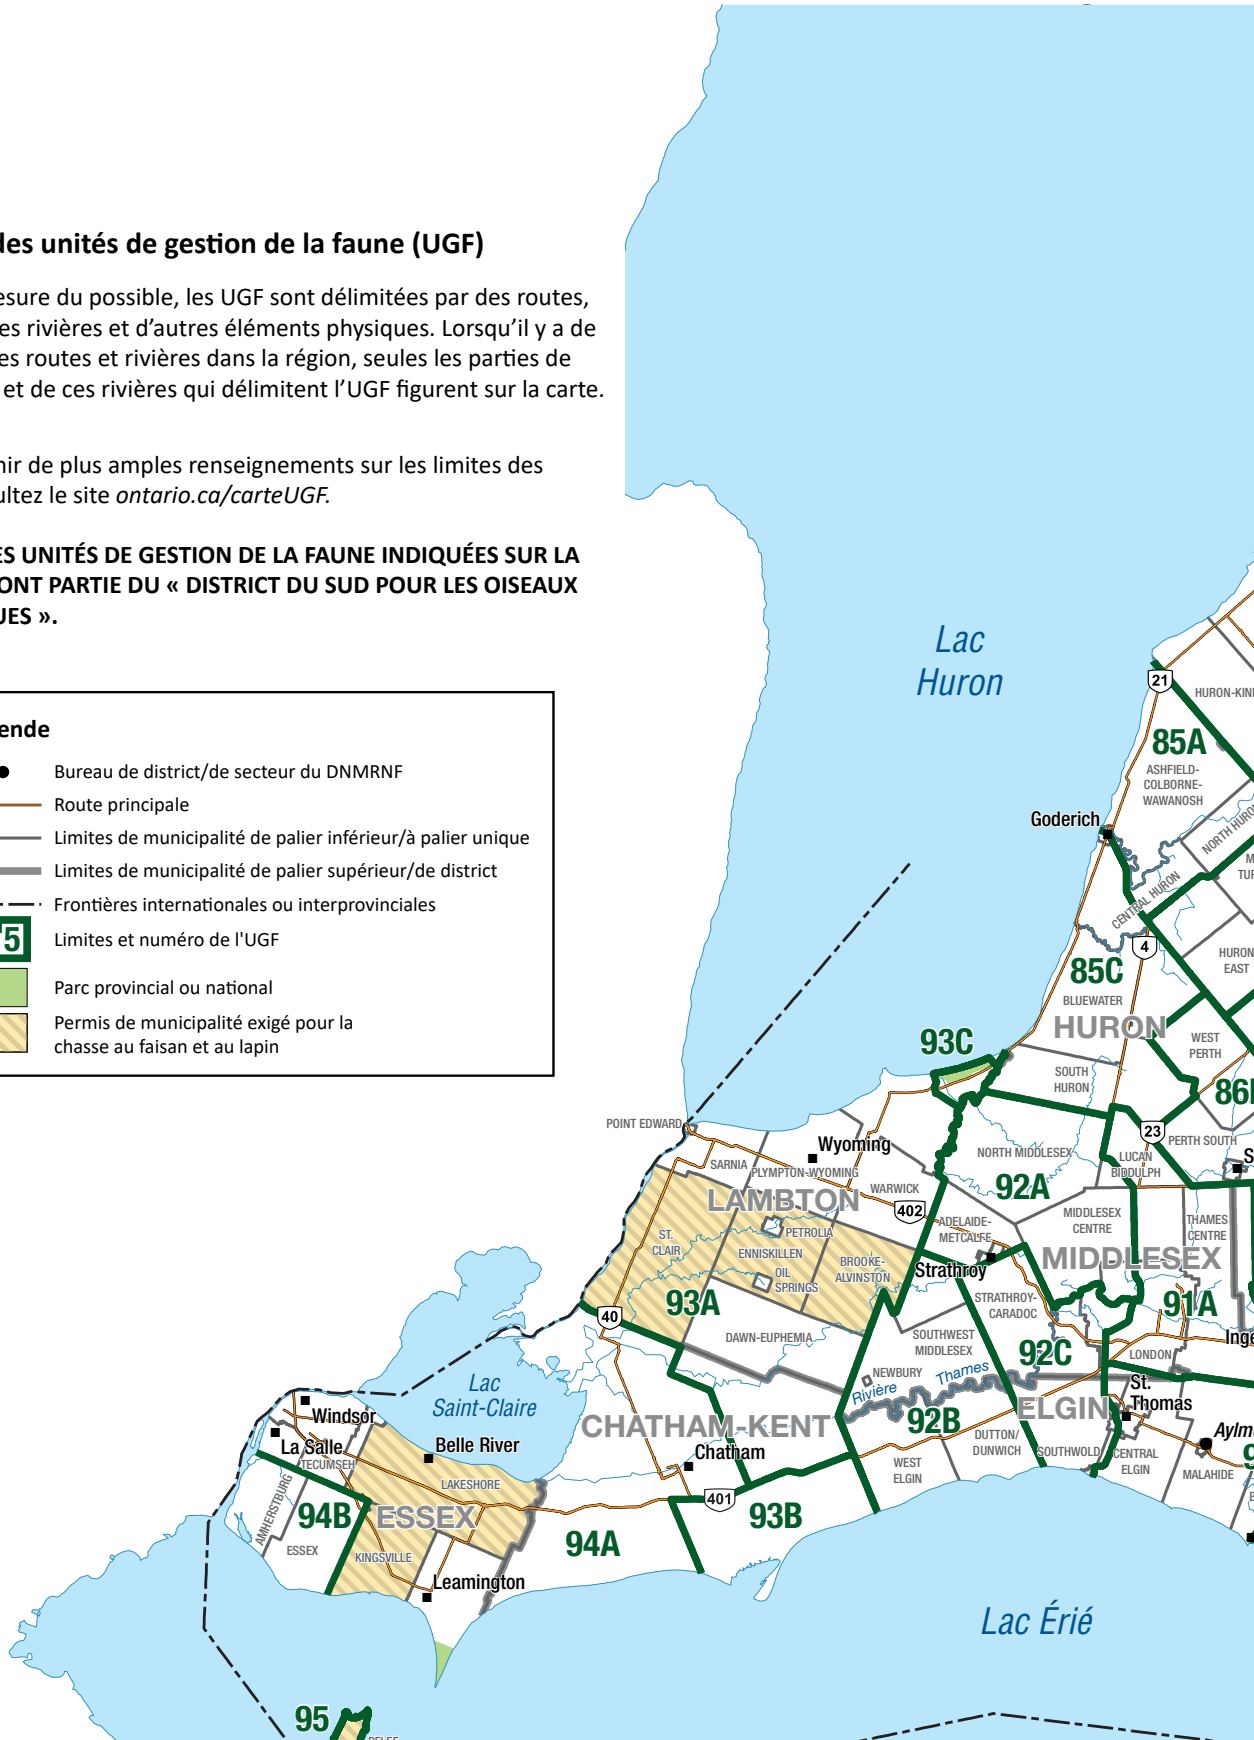 des unités de gestion de la faune (UGF)
esure du possible, les UGF sont délimitées par des routes,
es rivières et d'autres éléments physiques. Lorsqu'il y a de
es routes et rivières dans la région, seules les parties de
et de ces rivières qui délimitent l'UGF figurent sur la carte.
nir de plus amples renseignements sur les limites des
ultez le site ontario.ca/carteUGF.
ES UNITÉS DE GESTION DE LA FAUNE INDIQUÉES SUR LA
ONT PARTIE DU « DISTRICT DU SUD POUR LES OISEAUX
UES ».
ende
Bureau de district/de secteur du DNMRNF
Route principale
Limites de municipalité de palier inférieur/à palier unique
Limites de municipalité de palier supérieur/de district
Frontières internationales ou interprovinciales
5
Limites et numéro de l'UGF
Parc provincial ou national
Permis de municipalité exigé pour la
chasse au faisan et au lapin
Lac
Huron
21
HURON-KIN
85A
ASHFIELD-
COLBORNE-
WAWANOSH
Goderich
NORTH HURO
M
TUR
CENTRAL HURON
4
HURON
EAST
85C
BLUEWATER
HURON
WEST
PERTH
93C
SOUTH
HURON
86
POINT EDWARD
23
PERTH SOUTH
Wyoming
NORTH MIDDLESEX
LUCAN
BIDDULPH
S
SARNIA
PLYMPTON-WYOMING
WARWICK
92A
LAMBTON
402
ADELAIDE-
METCALFE
MIDDLESEX
CENTRE
THAMES
CENTRE
ST.
CLAIR
PETROLIA
ENNISKILLEN
OIL
SPRINGS
BROOKE-
ALVINSTON
Strathroy
MIDDLESEX
STRATHROY-
CARADOC
93A
91A
40
DAWN-EUPHEMIA
SOUTHWEST
MIDDLESEX
92C
LONDON
Inge
NEWBURY
Rivière Thames
Lac
Saint-Claire
St.
Thomas
Windsor
CHATHAM-KENT
92B
ELGIN
La Salle
TECUMSEH
Belle River
Chatham
DUTTON/
DUNWICH
SOUTHWOLD
CENTRAL
ELGIN
Aylm
9
WEST
ELGIN
MALAHIDE
B
LAKESHORE
401
AMHERSTBURG
94B
ESSEX
93B
ESSEX
KINGSVILLE
94A
Leamington
Lac Érié
95
PELEE